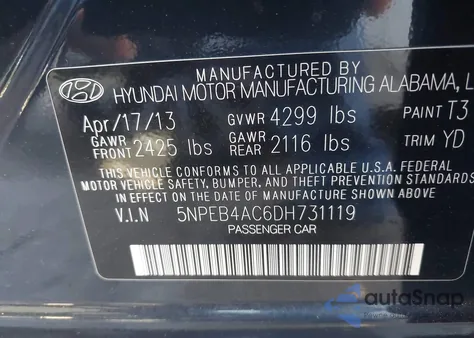 MANUFACTURED BY
HYUNDAI MOTOR MANUFACTURING ALABAMA, L
Apr/17/13 GVWR 4299 lbs PAINT T3
GAWR FRONT 2425 lbs GAWR REAR 2116 lbs TRIM YD
THIS VEHICLE CONFORMS TO ALL APPLICABLE U.S.A. FEDERAL
MOTOR VEHICLE SAFETY, BUMPER, AND THEFT PREVENTION STANDARDS
IN EFFECT ON THE DATE OF MANUFACTURE SHOWN ABOVE.
V.I.N 5NPEB4AC6DH731119
PASSENGER CAR
autoSnap